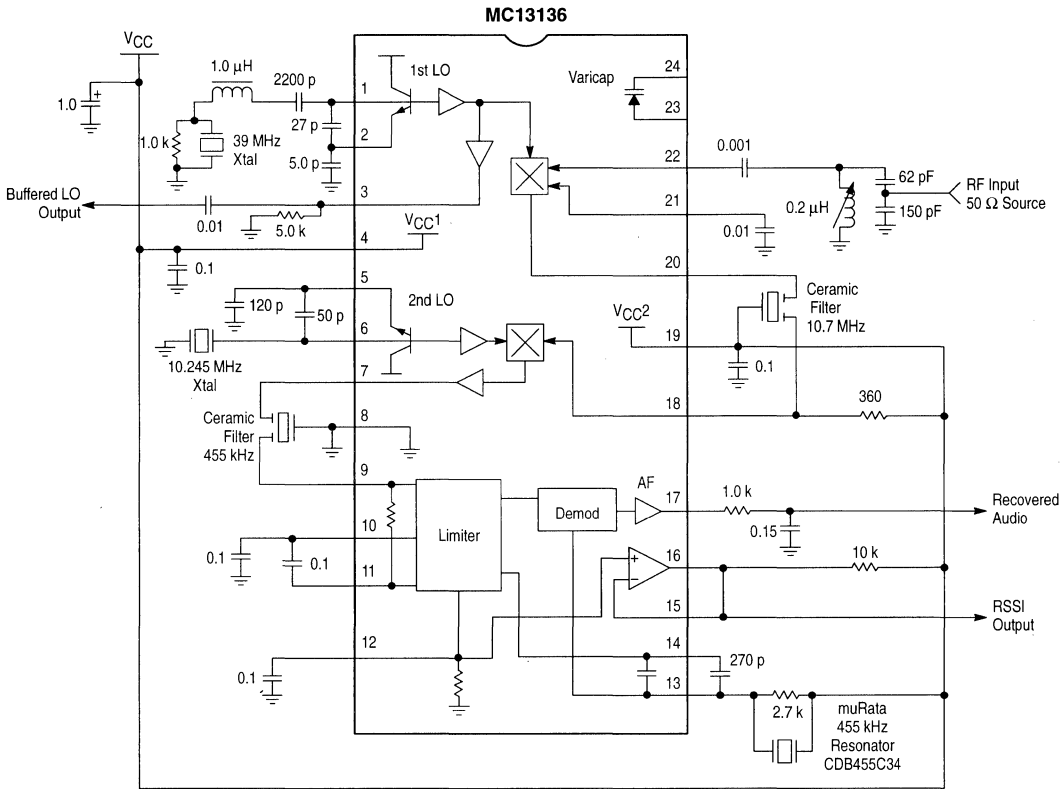 MC13136
VCC
1.0
+
1.0 µH
2200 p
1.0 k
39 MHz
Xtal
27 p
5.0 p
1
2
3
4
5
6
7
8
9
10
11
12
1st LO
Buffered LO
Output
0.01
5.0 k
VCC1
0.1
120 p
50 p
2nd LO
10.245 MHz
Xtal
Ceramic
Filter
455 kHz
0.1
0.1
0.1
Limiter
Demod
AF
+
–
Varicap
24
23
22
21
20
19
18
17
16
15
14
13
0.001
62 pF
150 pF
0.2 µH
RF Input
50 Ω Source
0.01
Ceramic
Filter
10.7 MHz
VCC2
0.1
360
1.0 k
0.15
Recovered
Audio
10 k
RSSI
Output
270 p
2.7 k
muRata
455 kHz
Resonator
CDB455C34